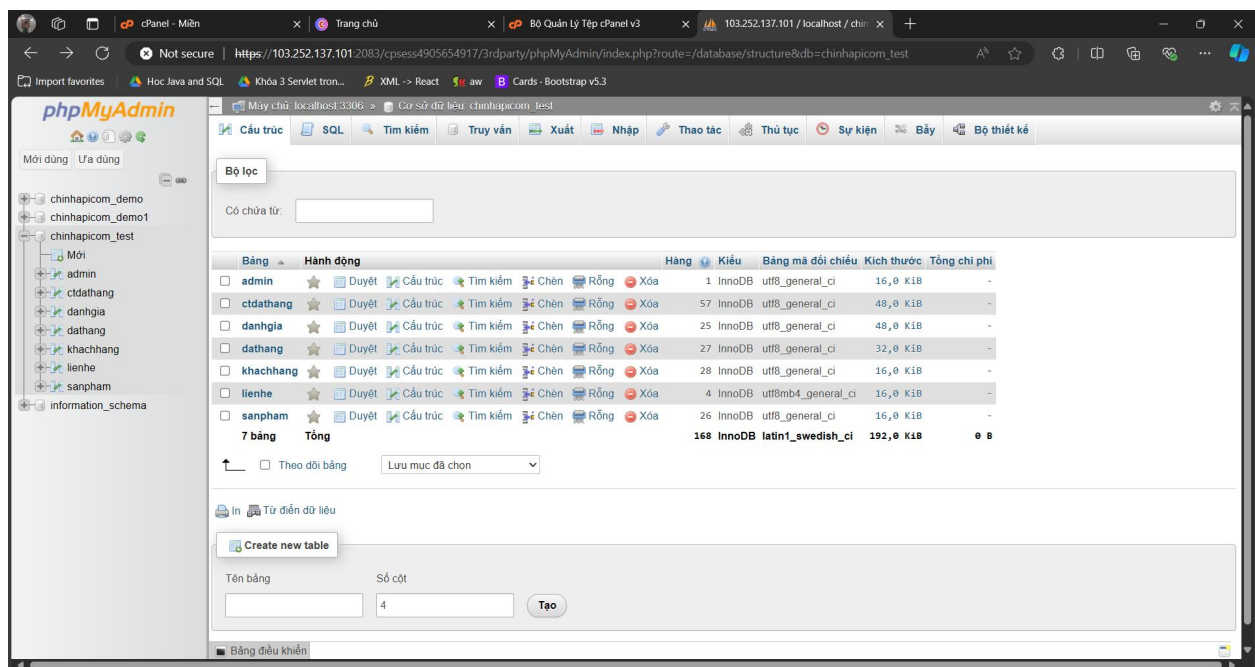 cPanel - Miền
Trang chủ
Bộ Quản Lý Tệp cPanel v3
103.252.137.101 / localhost / chin
Not secure
https://103.252.137.101:2083/cpsess4905654917/3rdparty/phpMyAdmin/index.php?route=/database/structure&db=chinhapicom_test
Import favorites
Hoc Java and SQL
Khóa 3 Servlet tron...
XML -> React
aw
Cards · Bootstrap v5.3
phpMyAdmin
Mới dùng Ưa dùng
chinhapicom_demo
chinhapicom_demo1
chinhapicom_test
Mới
admin
ctdathang
danhgia
dathang
khachhang
lienhe
sanpham
information_schema
Máy chủ: localhost:3306 » Cơ sở dữ liệu: chinhapicom_test
Cấu trúc SQL Tìm kiếm Truy vấn Xuất Nhập Thao tác Thủ tục Sự kiện Bẫy Bộ thiết kế
Bộ lọc
Có chứa từ:
Bảng Hành động Hàng Kiểu Bảng mã đối chiếu Kích thước Tổng chi phí
admin Duyệt Cấu trúc Tìm kiếm Chèn Rỗng Xóa 1 InnoDB utf8_general_ci 16,0 KiB -
ctdathang Duyệt Cấu trúc Tìm kiếm Chèn Rỗng Xóa 57 InnoDB utf8_general_ci 48,0 KiB -
danhgia Duyệt Cấu trúc Tìm kiếm Chèn Rỗng Xóa 25 InnoDB utf8_general_ci 48,0 KiB -
dathang Duyệt Cấu trúc Tìm kiếm Chèn Rỗng Xóa 27 InnoDB utf8_general_ci 32,0 KiB -
khachhang Duyệt Cấu trúc Tìm kiếm Chèn Rỗng Xóa 28 InnoDB utf8_general_ci 16,0 KiB -
lienhe Duyệt Cấu trúc Tìm kiếm Chèn Rỗng Xóa 4 InnoDB utf8mb4_general_ci 16,0 KiB -
sanpham Duyệt Cấu trúc Tìm kiếm Chèn Rỗng Xóa 26 InnoDB utf8_general_ci 16,0 KiB -
7 bảng Tổng 168 InnoDB latin1_swedish_ci 192,0 KiB 0 B
Theo dõi bảng Lưu mục đã chọn
In Từ điển dữ liệu
Create new table
Tên bảng Số cột
4 Tạo
Bảng điều khiển